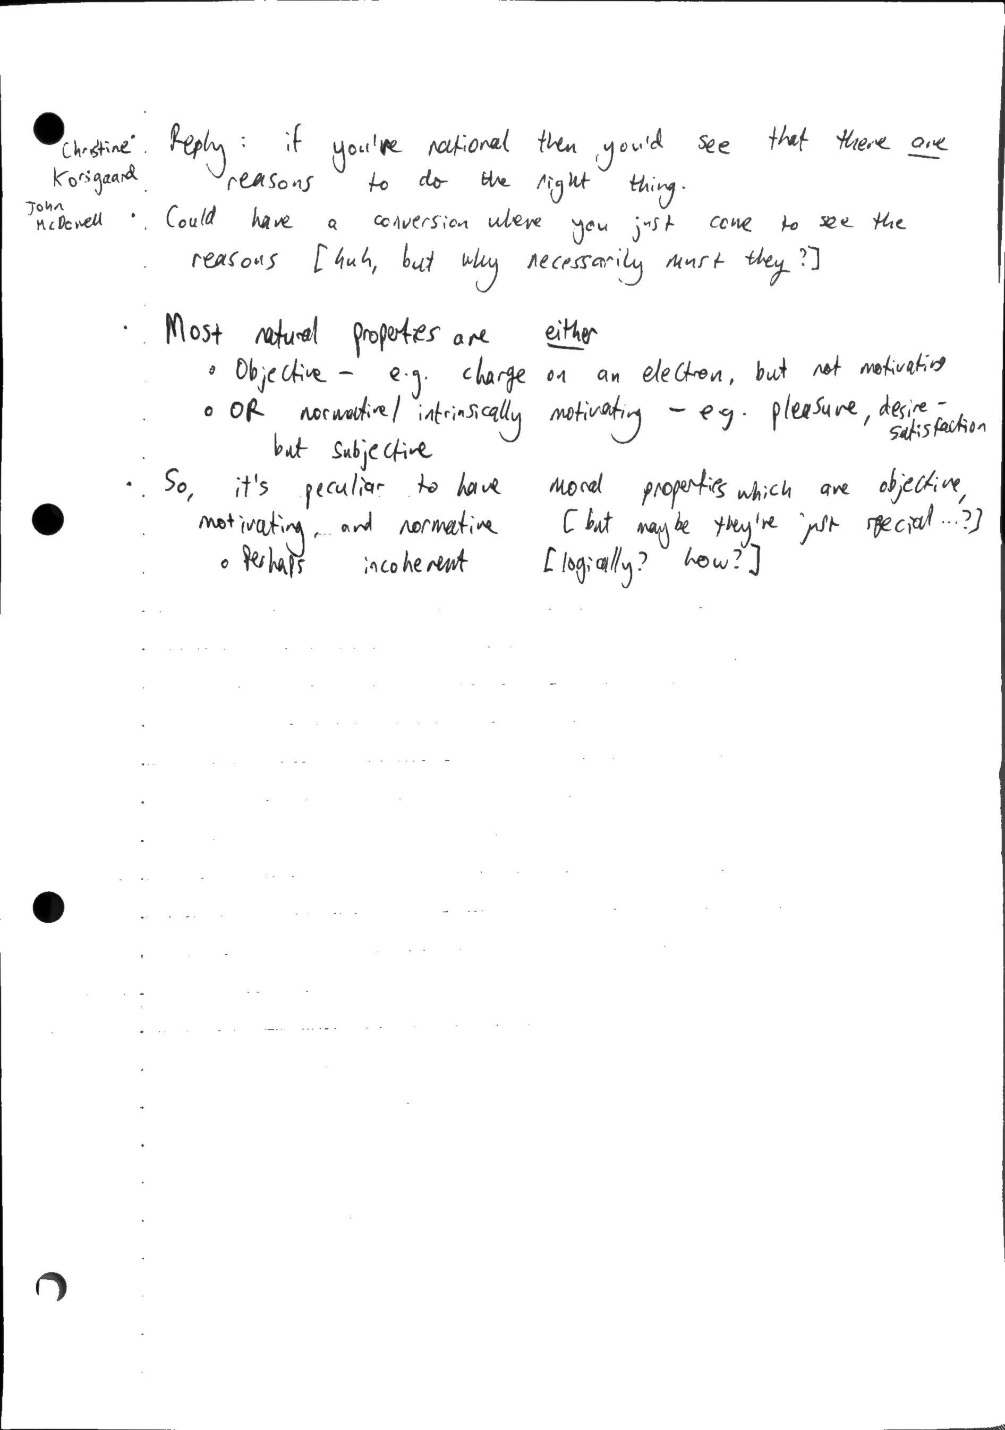 Christine • Reply: if you're rational then you'd see that there are
Korsgaard reasons to do the right thing.
John
McDowell • Could have a conversion where you just come to see the
reasons [huh, but why necessarily must they?]
• Most natural properties are either
◦ Objective – e.g. charge on an electron, but not motivating
◦ OR normative/intrinsically motivating – eg. pleasure, desire-
satisfaction
but subjective
• So, it's peculiar to have moral properties which are objective,
motivating, and normative [but maybe they're just special...?]
◦ Perhaps incoherent [logically? how?]